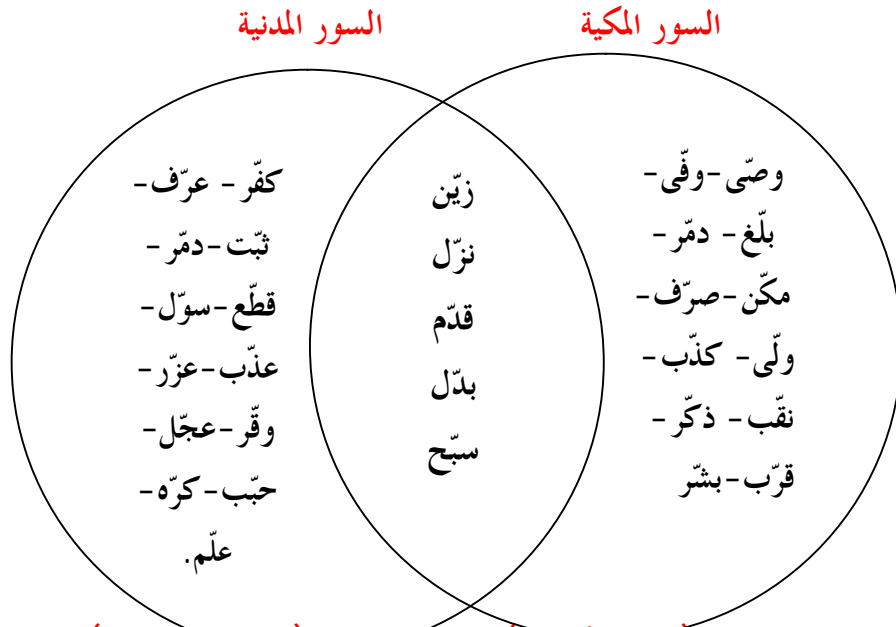 السور المكية
السور المدنية
وصّى-وفّى-
بلّغ- دمّر-
مكّن-صرّف-
ولّى- كذّب-
نقّب- ذكّر-
قرّب-بشّر
زيّن
نزّل
قدّم
بدّل
سبّح
كفّر- عرّف-
ثبّت-دمّر-
قطّع-سوّل-
عذّب-عزّر-
وقّر-عجّل-
حبّب-كرّه-
علّم.